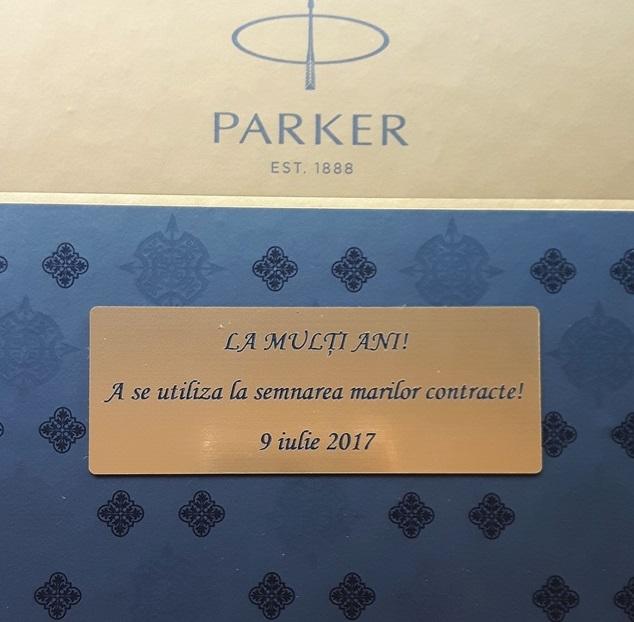 PARKER
EST. 1888
LA MULȚI ANI!
A se utiliza la semnarea marilor contracte!
9 iulie 2017